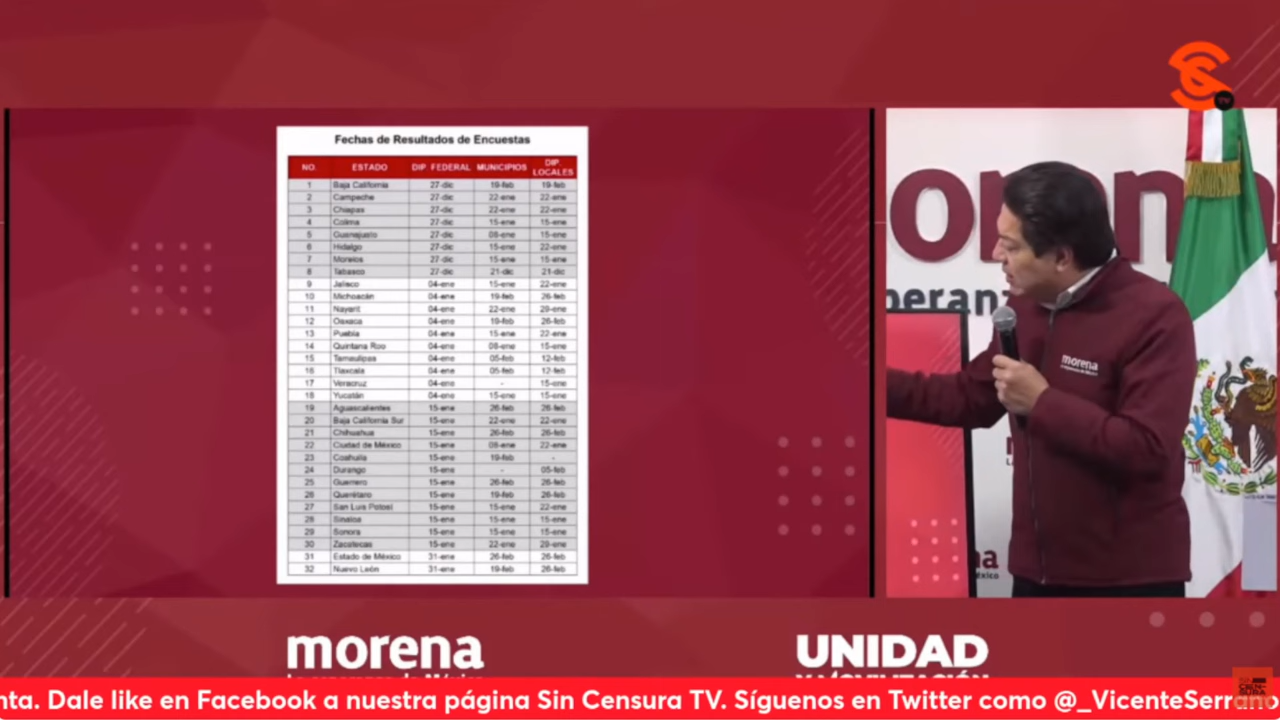 TV
Fechas de Resultados de Encuestas
NO. ESTADO DIP. FEDERAL MUNICIPIOS DIP. LOCALES
1 Baja California 27-dic 19-feb 19-feb
2 Campeche 27-dic 22-ene 22-ene
3 Chiapas 27-dic 22-ene 22-ene
4 Colima 27-dic 15-ene 15-ene
5 Guanajuato 27-dic 08-ene 15-ene
6 Hidalgo 27-dic 15-ene 22-ene
7 Morelos 27-dic 15-ene 15-ene
8 Tabasco 27-dic 21-dic 21-dic
9 Jalisco 04-ene 15-ene 22-ene
10 Michoacán 04-ene 19-feb 26-feb
11 Nayarit 04-ene 22-ene 29-ene
12 Oaxaca 04-ene 19-feb 26-feb
13 Puebla 04-ene 15-ene 22-ene
14 Quintana Roo 04-ene 08-ene 15-ene
15 Tamaulipas 04-ene 05-feb 12-feb
16 Tlaxcala 04-ene 05-feb 12-feb
17 Veracruz 04-ene - 15-ene
18 Yucatán 04-ene 15-ene 15-ene
19 Aguascalientes 15-ene 26-feb 26-feb
20 Baja California Sur 15-ene 22-ene 22-ene
21 Chihuahua 15-ene 26-feb 26-feb
22 Ciudad de México 15-ene 08-ene 22-ene
23 Coahuila 15-ene 19-feb -
24 Durango 15-ene - 05-feb
25 Guerrero 15-ene 26-feb 26-feb
26 Querétaro 15-ene 19-feb 26-feb
27 San Luis Potosí 15-ene 22-ene 22-ene
28 Sinaloa 15-ene 15-ene 15-ene
29 Sonora 15-ene 15-ene 15-ene
30 Zacatecas 15-ene 22-ene 29-ene
31 Estado de México 31-ene 26-feb 26-feb
32 Nuevo León 31-ene 19-feb 26-feb
oren
peranz
morena
morena
UNIDAD
nta. Dale like en Facebook a nuestra página Sin Censura TV. Síguenos en Twitter como @_VicenteSerrano